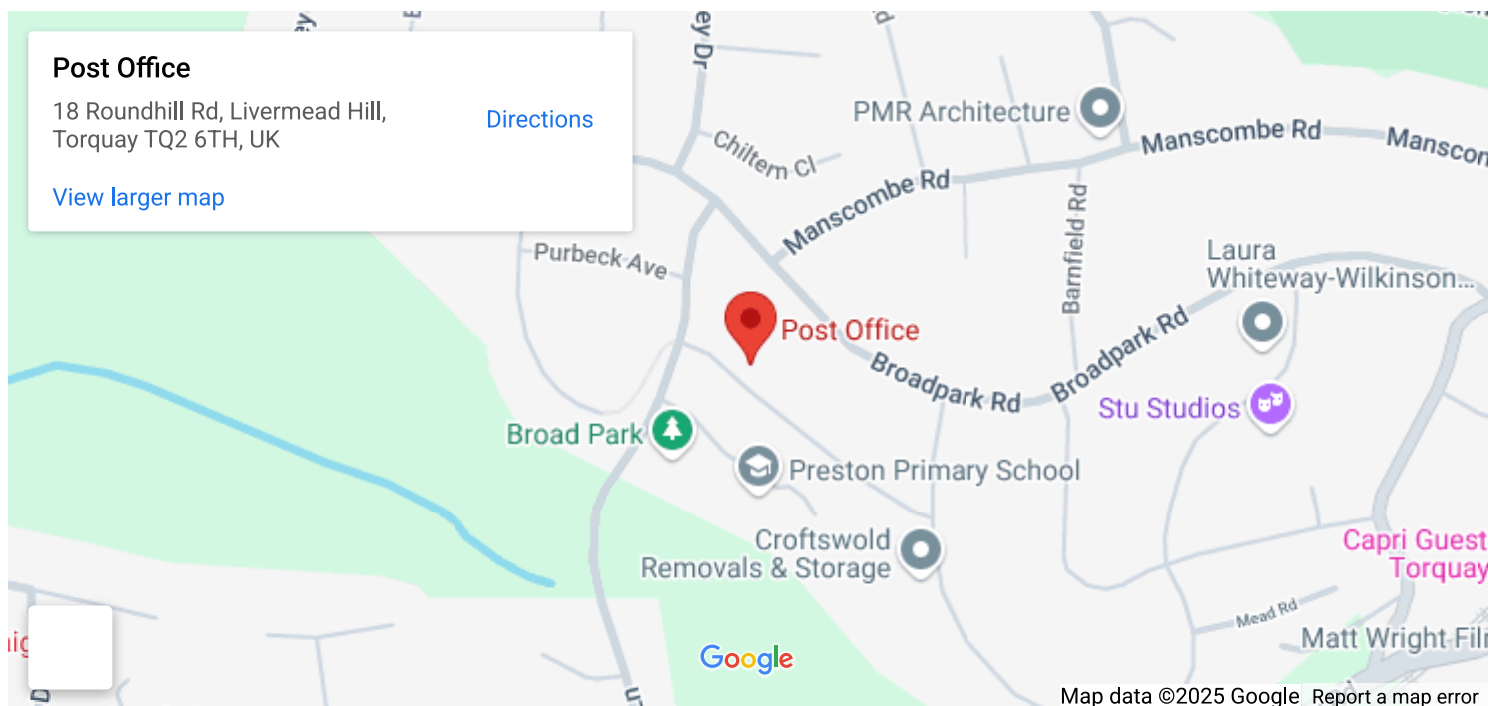 Post Office
18 Roundhill Rd, Livermead Hill,
Torquay TQ2 6TH, UK
Directions
View larger map
ey Dr
PMR Architecture
Manscombe Rd
Manscom
Chiltern Cl
Manscombe Rd
Purbeck Ave
Barnfield Rd
Laura
Whiteway-Wilkinson...
Post Office
Broadpark Rd
Broadpark Rd
Stu Studios
Broad Park
Preston Primary School
Croftswold
Removals & Storage
Capri Guest
Torquay
Mead Rd
Matt Wright Fil
Google
Map data ©2025 Google
Report a map error